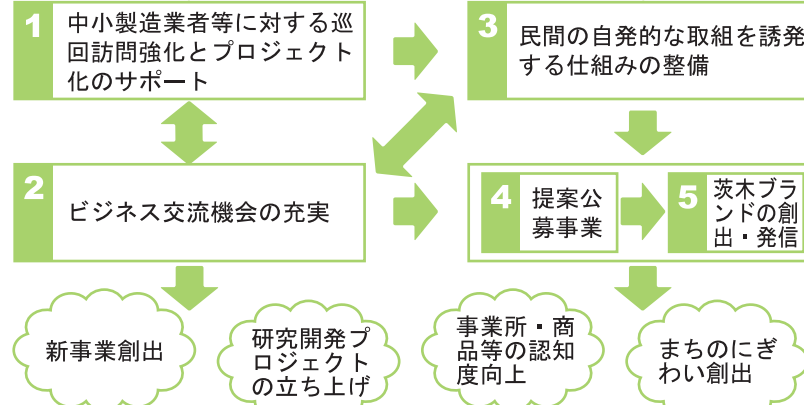 1
中小製造業者等に対する巡
回訪問強化とプロジェクト
化のサポート
3
民間の自発的な取組を誘発
する仕組みの整備
2
ビジネス交流機会の充実
4
提案公
募事業
5
茨木ブラ
ンドの創
出・発信
新事業創出
研究開発プ
ロジェクト
の立ち上げ
事業所・商
品等の認知
度向上
まちのにぎ
わい創出